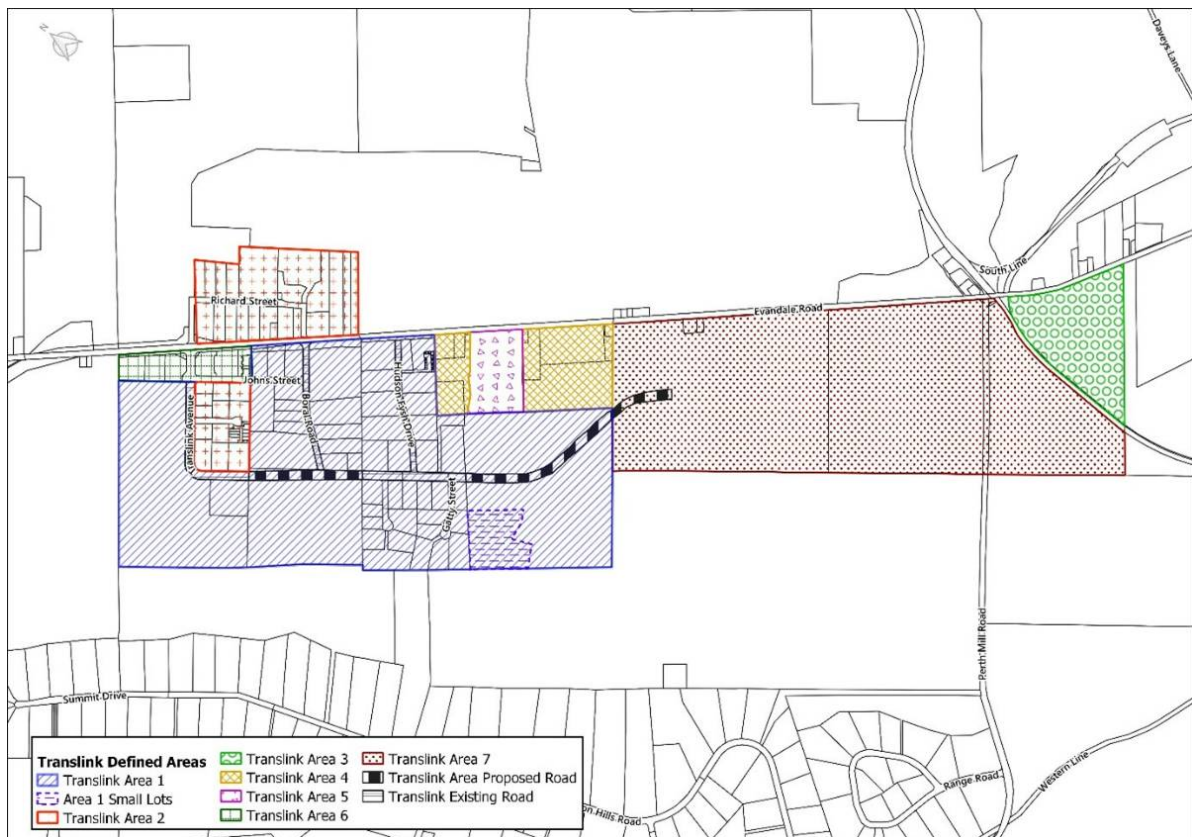 N
Daveys Lane
South Line
Richard Street
Evandale Road
Johns Street
Translink Avenue
Boral Road
Hudson Fysh Drive
Gatty Street
Perth Mill Road
Summit Drive
Western Line
Range Road
on Hills Road
Translink Defined Areas
Translink Area 1
Area 1 Small Lots
Translink Area 2
Translink Area 3
Translink Area 4
Translink Area 5
Translink Area 6
Translink Area 7
Translink Area Proposed Road
Translink Existing Road